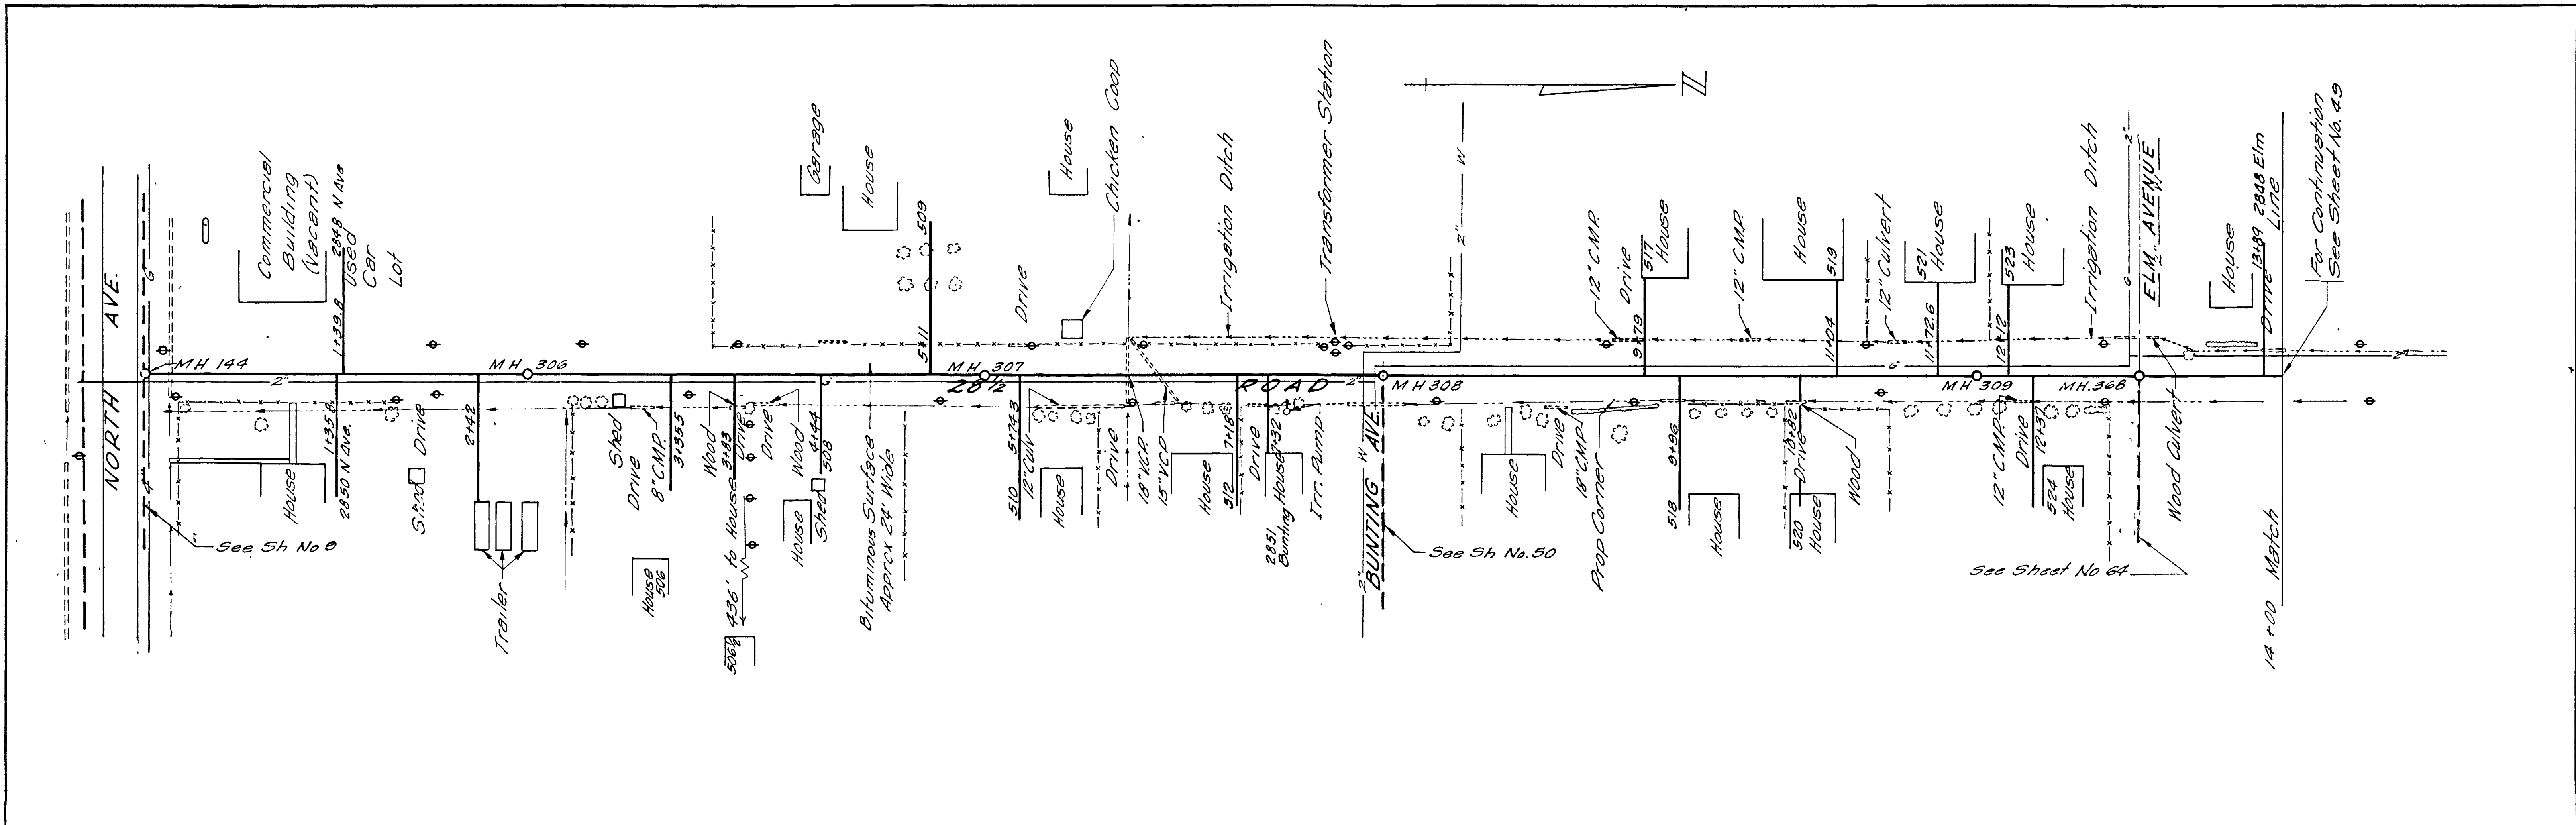 NORTH AVE.
G
4"
See Sh No 9
MH 144
2"
Commercial
Building
(Vacant)
1+39.8 2848 N Ave
Used
Car
Lot
House
1+35.8
2850 N Ave.
Shed
Drive
2+42
Trailer
MH 306
Shed
Drive
8" C.M.P.
3+35.5
House
506
Wood
3+83
Drive
436' to House
506½
Drive
Wood
4+44
508
House
Shed
Garage
House
G
Bituminous Surface
Approx 24' Wide
5+11 509
MH 307
28½ ROAD
Drive
House
Chicken Coop
5+74.3
510
12" Culv
House
Drive
18" V.C.P.
15" V.C.P.
House
7+18
512
Drive
7+32
2851
Bunting
House
Irr. Pump
Irrigation Ditch
Transformer Station
2" W 2"
2"
MH 308
BUNTING AVE.
2" W
See Sh No. 50
House
Drive
18" C.M.P.
Prop Corner
12" C.M.P.
Drive
9+79
517
House
9+96
518
House
12" C.M.P.
House
11+04 519
10+82
Drive
520
House
Wood
12" Culvert
G
11+72.6
521
House
12+12
523
House
MH 309
12" C.M.P.
Drive
12+37
524
House
Irrigation Ditch
G 2"
ELM AVENUE
W
MH. 368
Wood Culvert
See Sheet No 64
House
Drive
13+89 2848 Elm
2"
14+00 Match Line
For Continuation
See Sheet No. 49